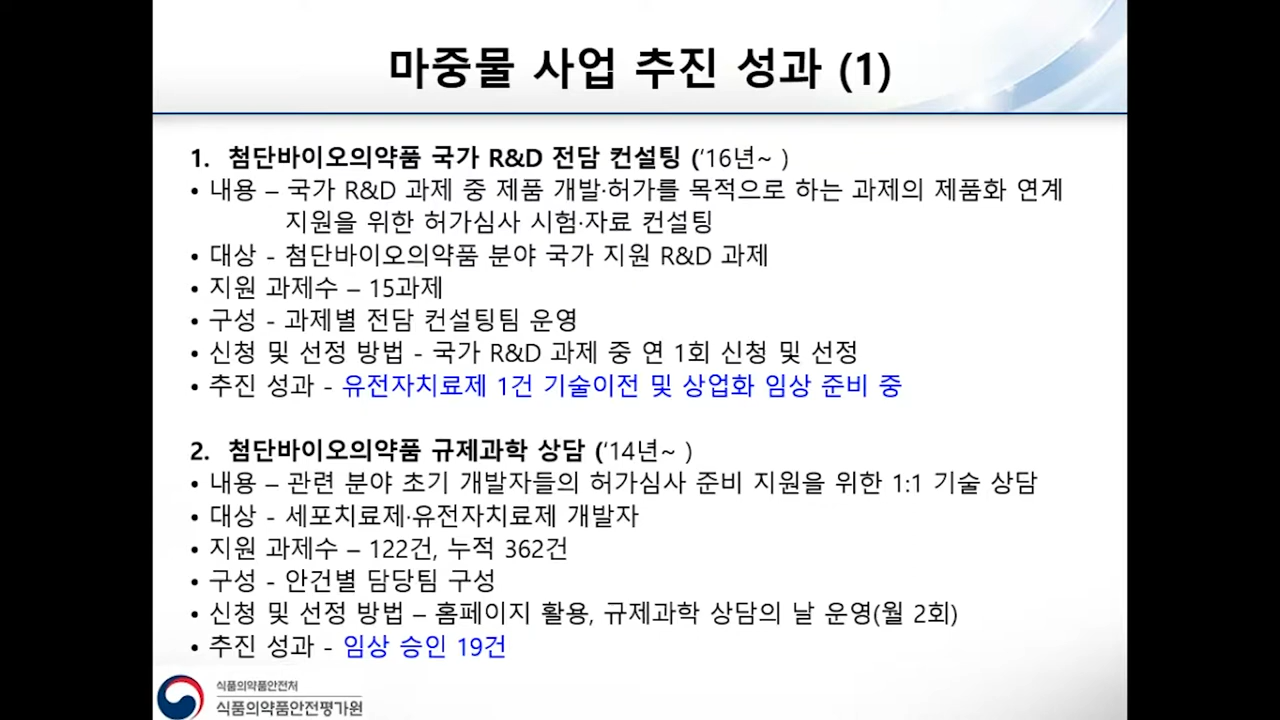 마중물 사업 추진 성과 (1)
1. 첨단바이오의약품 국가 R&D 전담 컨설팅 (‘16년~ )
• 내용 – 국가 R&D 과제 중 제품 개발·허가를 목적으로 하는 과제의 제품화 연계
지원을 위한 허가심사 시험·자료 컨설팅
• 대상 - 첨단바이오의약품 분야 국가 지원 R&D 과제
• 지원 과제수 – 15과제
• 구성 - 과제별 전담 컨설팅팀 운영
• 신청 및 선정 방법 - 국가 R&D 과제 중 연 1회 신청 및 선정
• 추진 성과 - 유전자치료제 1건 기술이전 및 상업화 임상 준비 중
2. 첨단바이오의약품 규제과학 상담 (‘14년~ )
• 내용 – 관련 분야 초기 개발자들의 허가심사 준비 지원을 위한 1:1 기술 상담
• 대상 - 세포치료제·유전자치료제 개발자
• 지원 과제수 – 122건, 누적 362건
• 구성 - 안건별 담당팀 구성
• 신청 및 선정 방법 – 홈페이지 활용, 규제과학 상담의 날 운영(월 2회)
• 추진 성과 - 임상 승인 19건
식품의약품안전처
식품의약품안전평가원